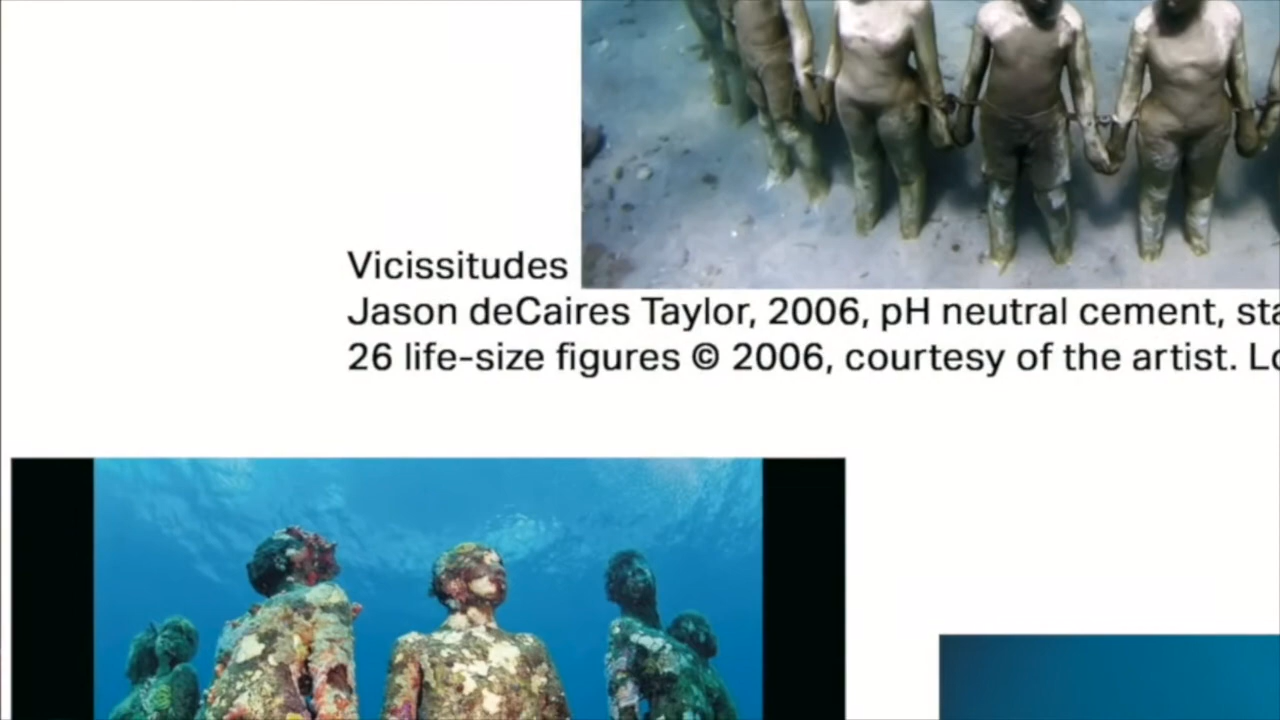 Vicissitudes
Jason deCaires Taylor, 2006, pH neutral cement,
26 life-size figures © 2006, courtesy of the artist.